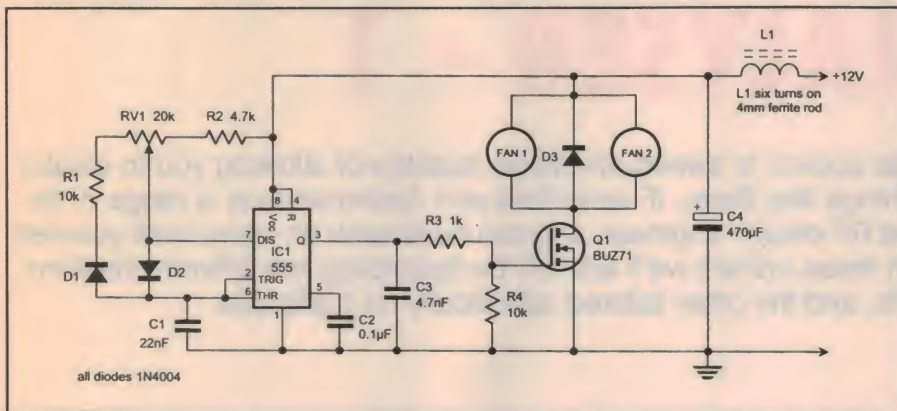 L1
+12V
L1 six turns on
4mm ferrite rod
RV1 20k
R2 4.7k
R1
10k
FAN 1
D3
FAN 2
8
4
Vcc
R
7
DIS
Q
3
IC1
555
2
TRIG
6
THR
5
1
R3 1k
Q1
BUZ71
+
C4
470µF
D1
D2
C1
22nF
C2
0.1µF
C3
4.7nF
R4
10k
all diodes 1N4004